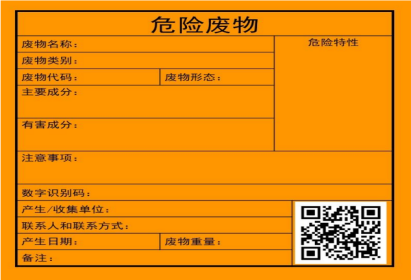 危险废物
废物名称：
危险特性
废物类别：
废物代码： 废物形态：
主要成分：
有害成分：
注意事项：
数字识别码：
产生/收集单位：
联系人和联系方式：
产生日期： 废物重量：
备注：